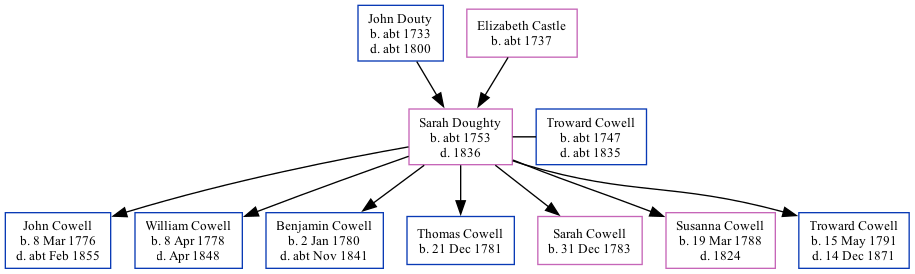 John Douty
b. abt 1733
d. abt 1800
Elizabeth Castle
b. abt 1737
Sarah Doughty
b. abt 1753
d. 1836
Troward Cowell
b. abt 1747
d. abt 1835
John Cowell
b. 8 Mar 1776
d. abt Feb 1855
William Cowell
b. 8 Apr 1778
d. Apr 1848
Benjamin Cowell
b. 2 Jan 1780
d. abt Nov 1841
Thomas Cowell
b. 21 Dec 1781
Sarah Cowell
b. 31 Dec 1783
Susanna Cowell
b. 19 Mar 1788
d. 1824
Troward Cowell
b. 15 May 1791
d. 14 Dec 1871